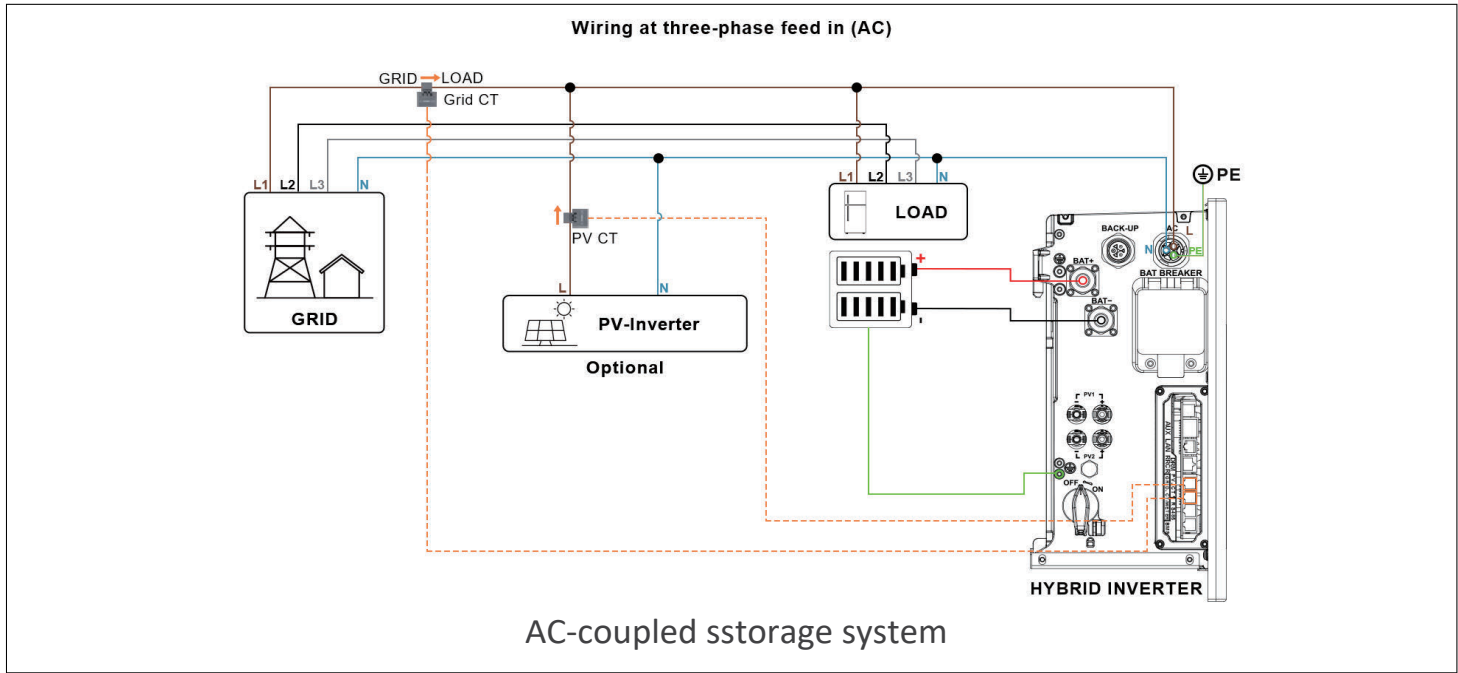 Wiring at three-phase feed in (AC)
GRID LOAD
Grid CT
L1 L2 L3 N
GRID
PV CT
L N
PV-Inverter
Optional
L1 L2 L3 N
LOAD
+
-
PE
BACK-UP
AC
L
N
PE
BAT+
BAT BREAKER
BAT-
PV1
- +
- +
PV2
OFF ON
AUX LAN
HYBRID INVERTER
AC-coupled sstorage system